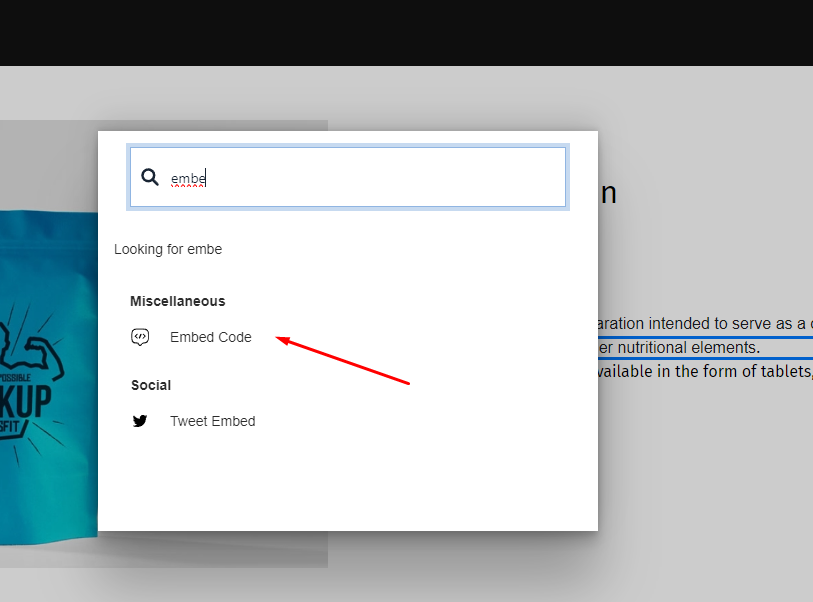 embe
Looking for embe
Miscellaneous
Embed Code
Social
Tweet Embed
n
aration intended to serve as a
er nutritional elements.
vailable in the form of tablets,
POSSIBLE
KUP
SFIT